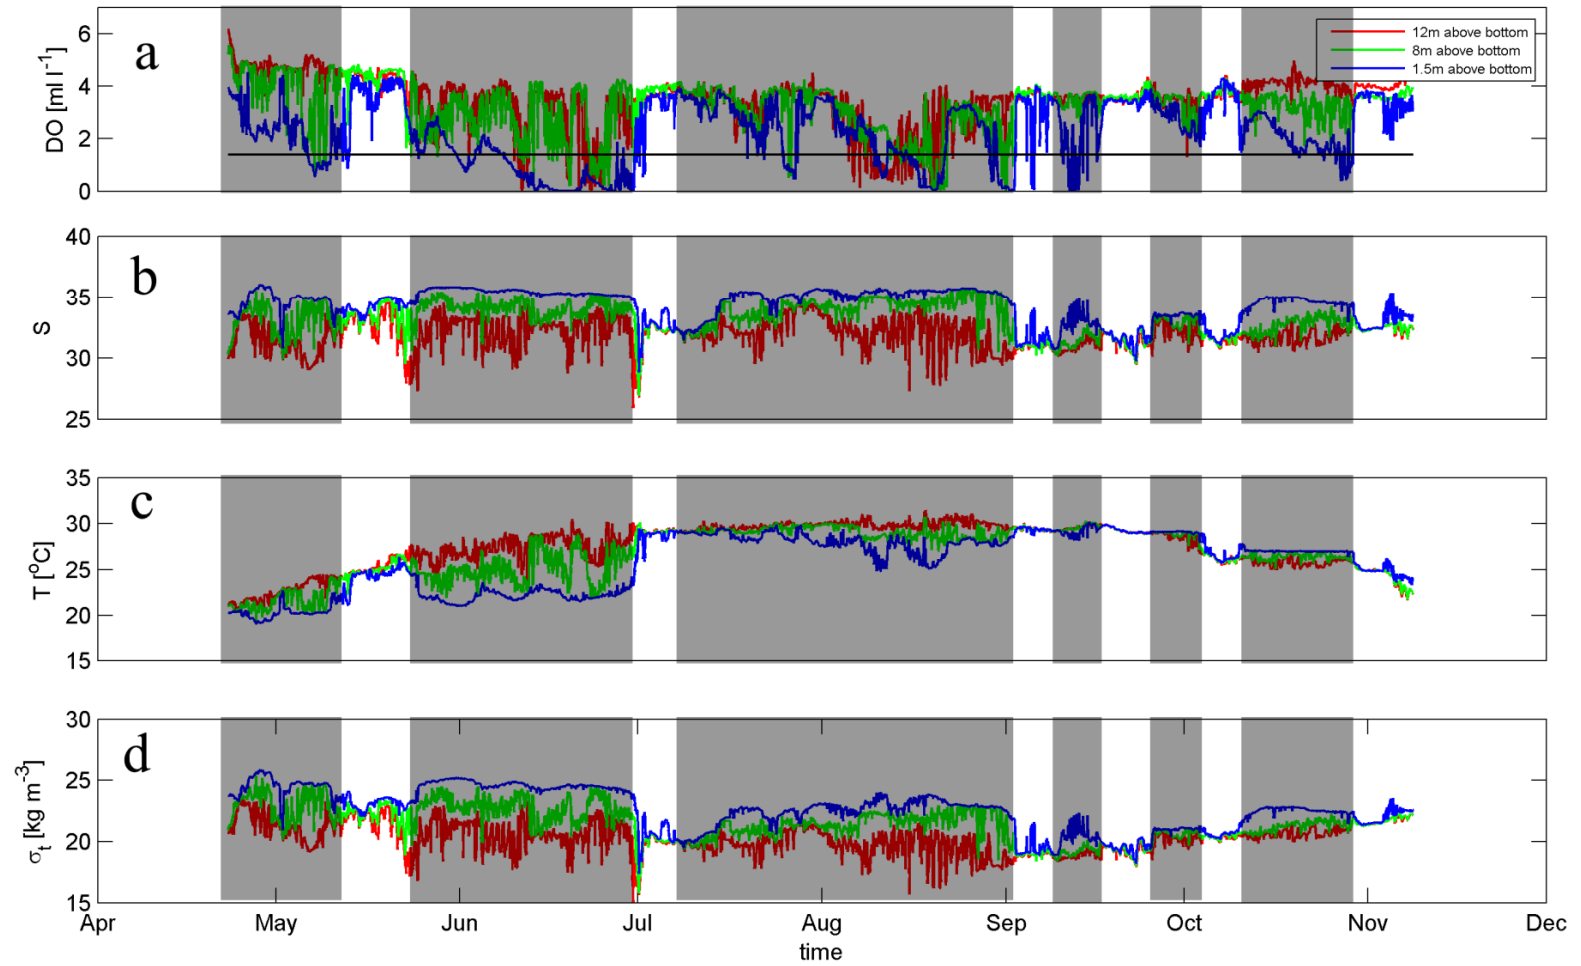 a
DO [ml l⁻¹]
6
4
2
0
12m above bottom
8m above bottom
1.5m above bottom
b
S
40
35
30
25
c
T [°C]
35
30
25
20
15
d
σt [kg m⁻³]
30
25
20
15
Apr May Jun Jul Aug Sep Oct Nov Dec
time